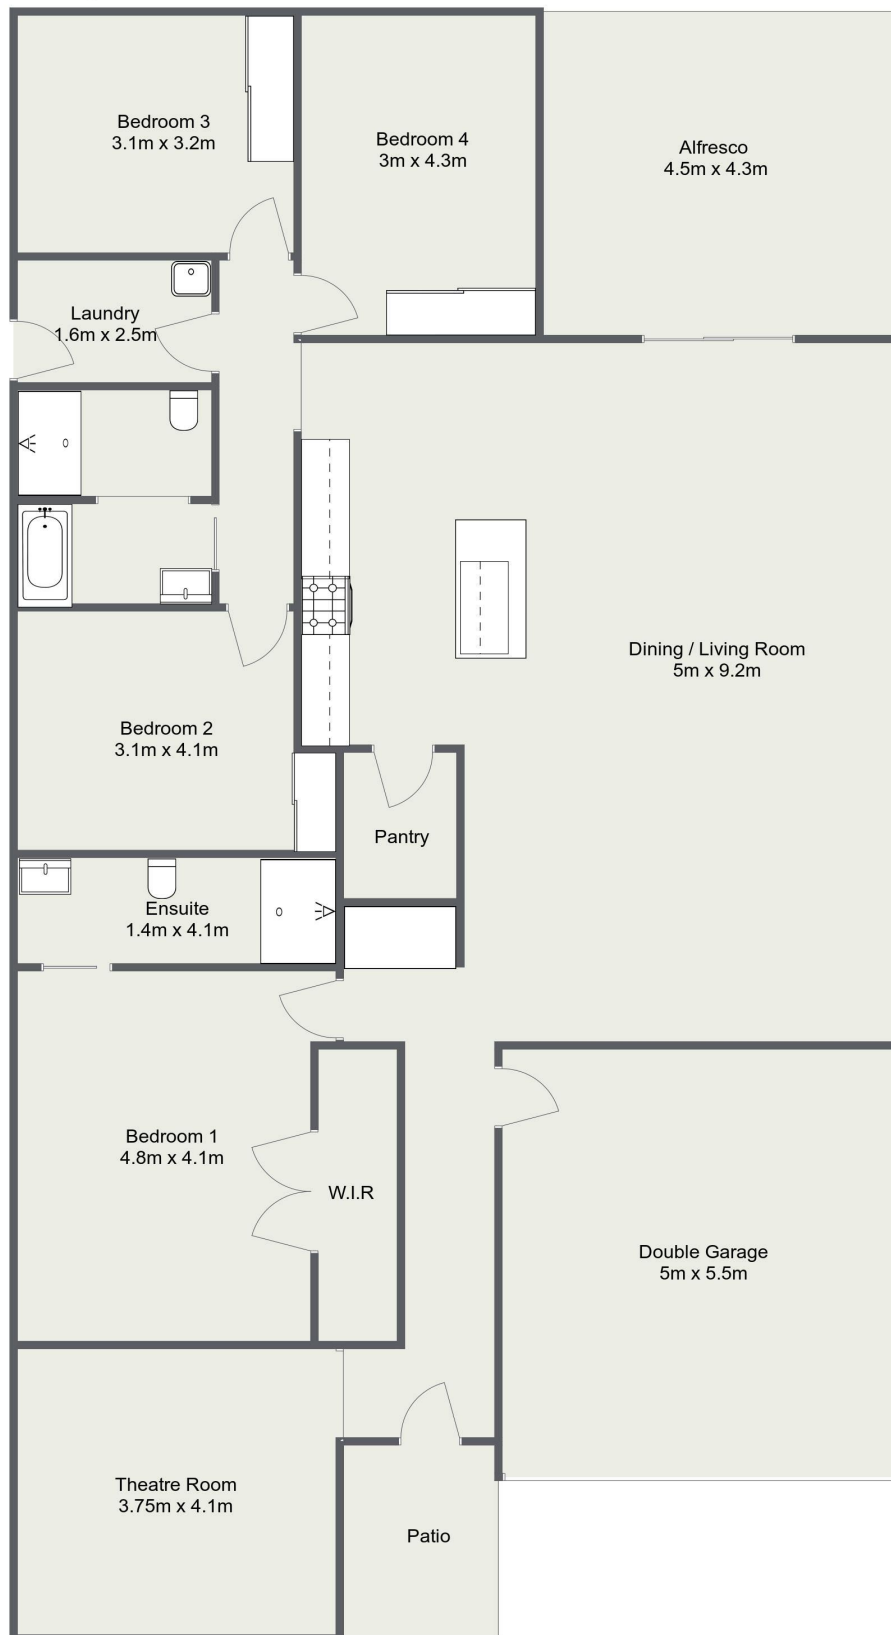 Bedroom 3
3.1m x 3.2m
Bedroom 4
3m x 4.3m
Alfresco
4.5m x 4.3m
Laundry
1.6m x 2.5m
Dining / Living Room
5m x 9.2m
Bedroom 2
3.1m x 4.1m
Pantry
Ensuite
1.4m x 4.1m
Bedroom 1
4.8m x 4.1m
W.I.R
Double Garage
5m x 5.5m
Theatre Room
3.75m x 4.1m
Patio